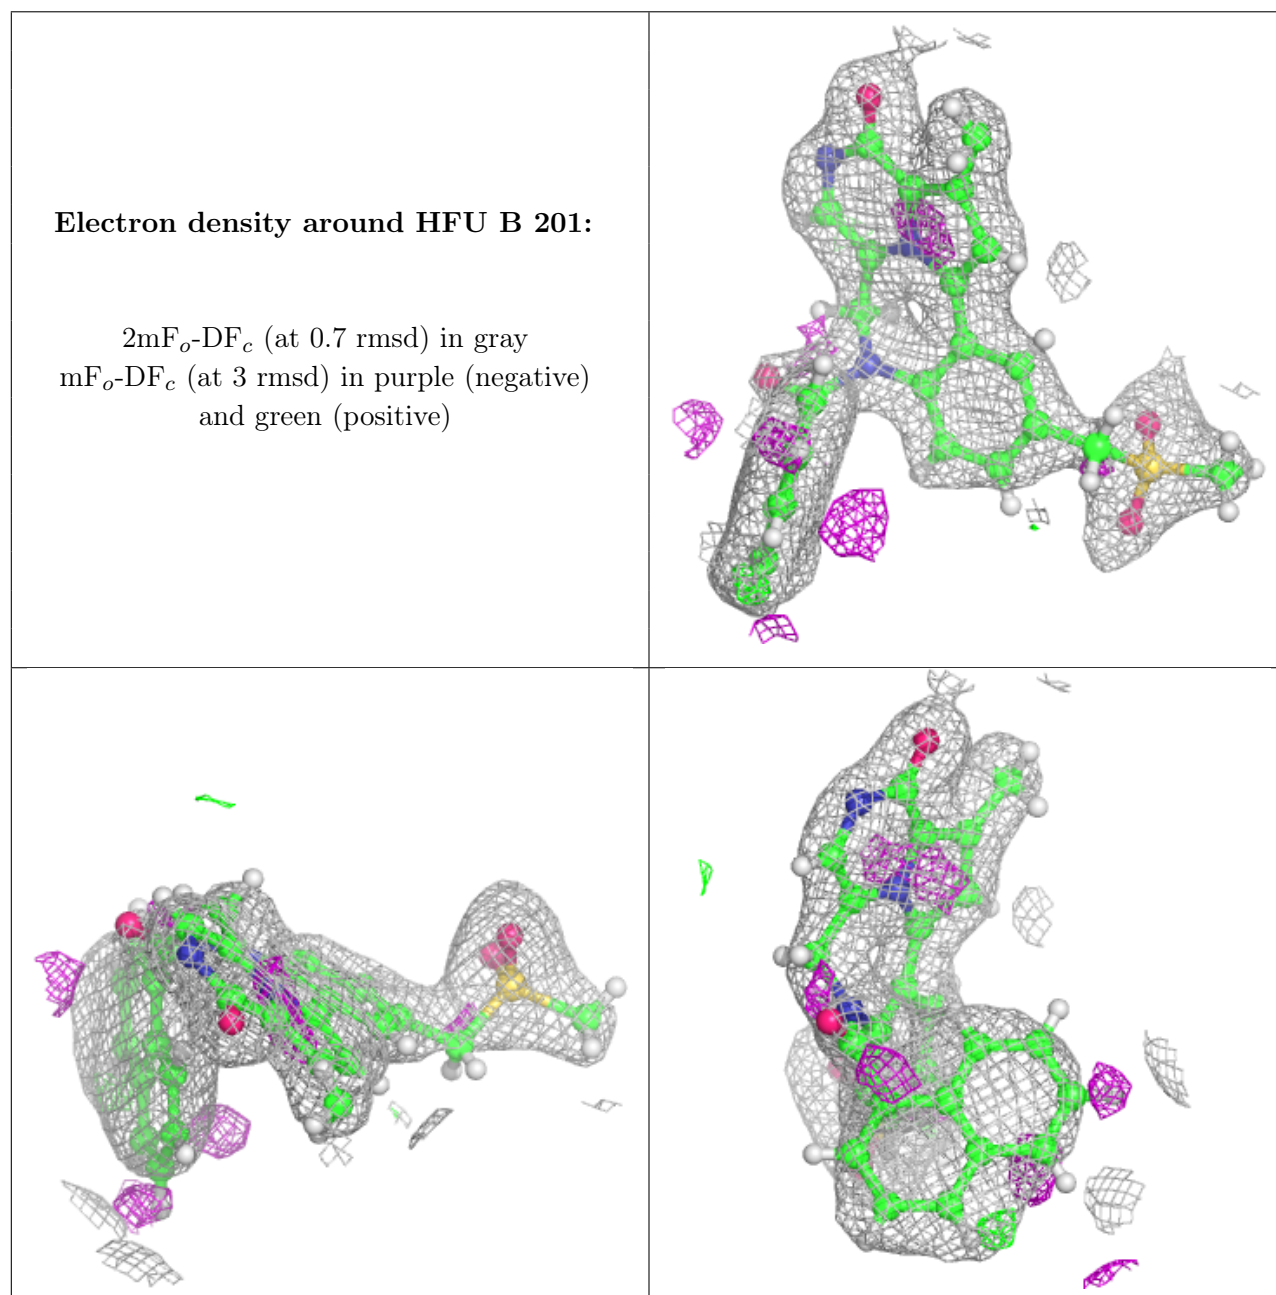 Electron density around HFU B 201:
2mFo-DFc (at 0.7 rmsd) in gray
mFo-DFc (at 3 rmsd) in purple (negative)
and green (positive)